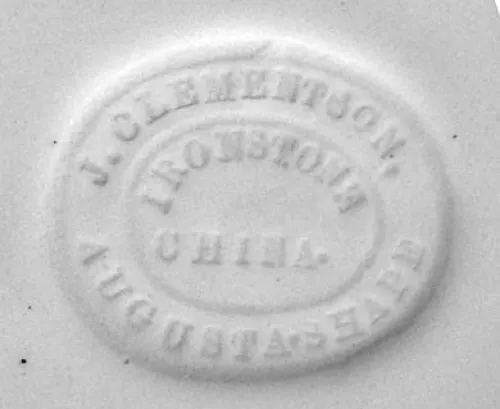 J. CLEMENTSON.
IRONSTONE
CHINA.
AUGUSTA·SHAPE